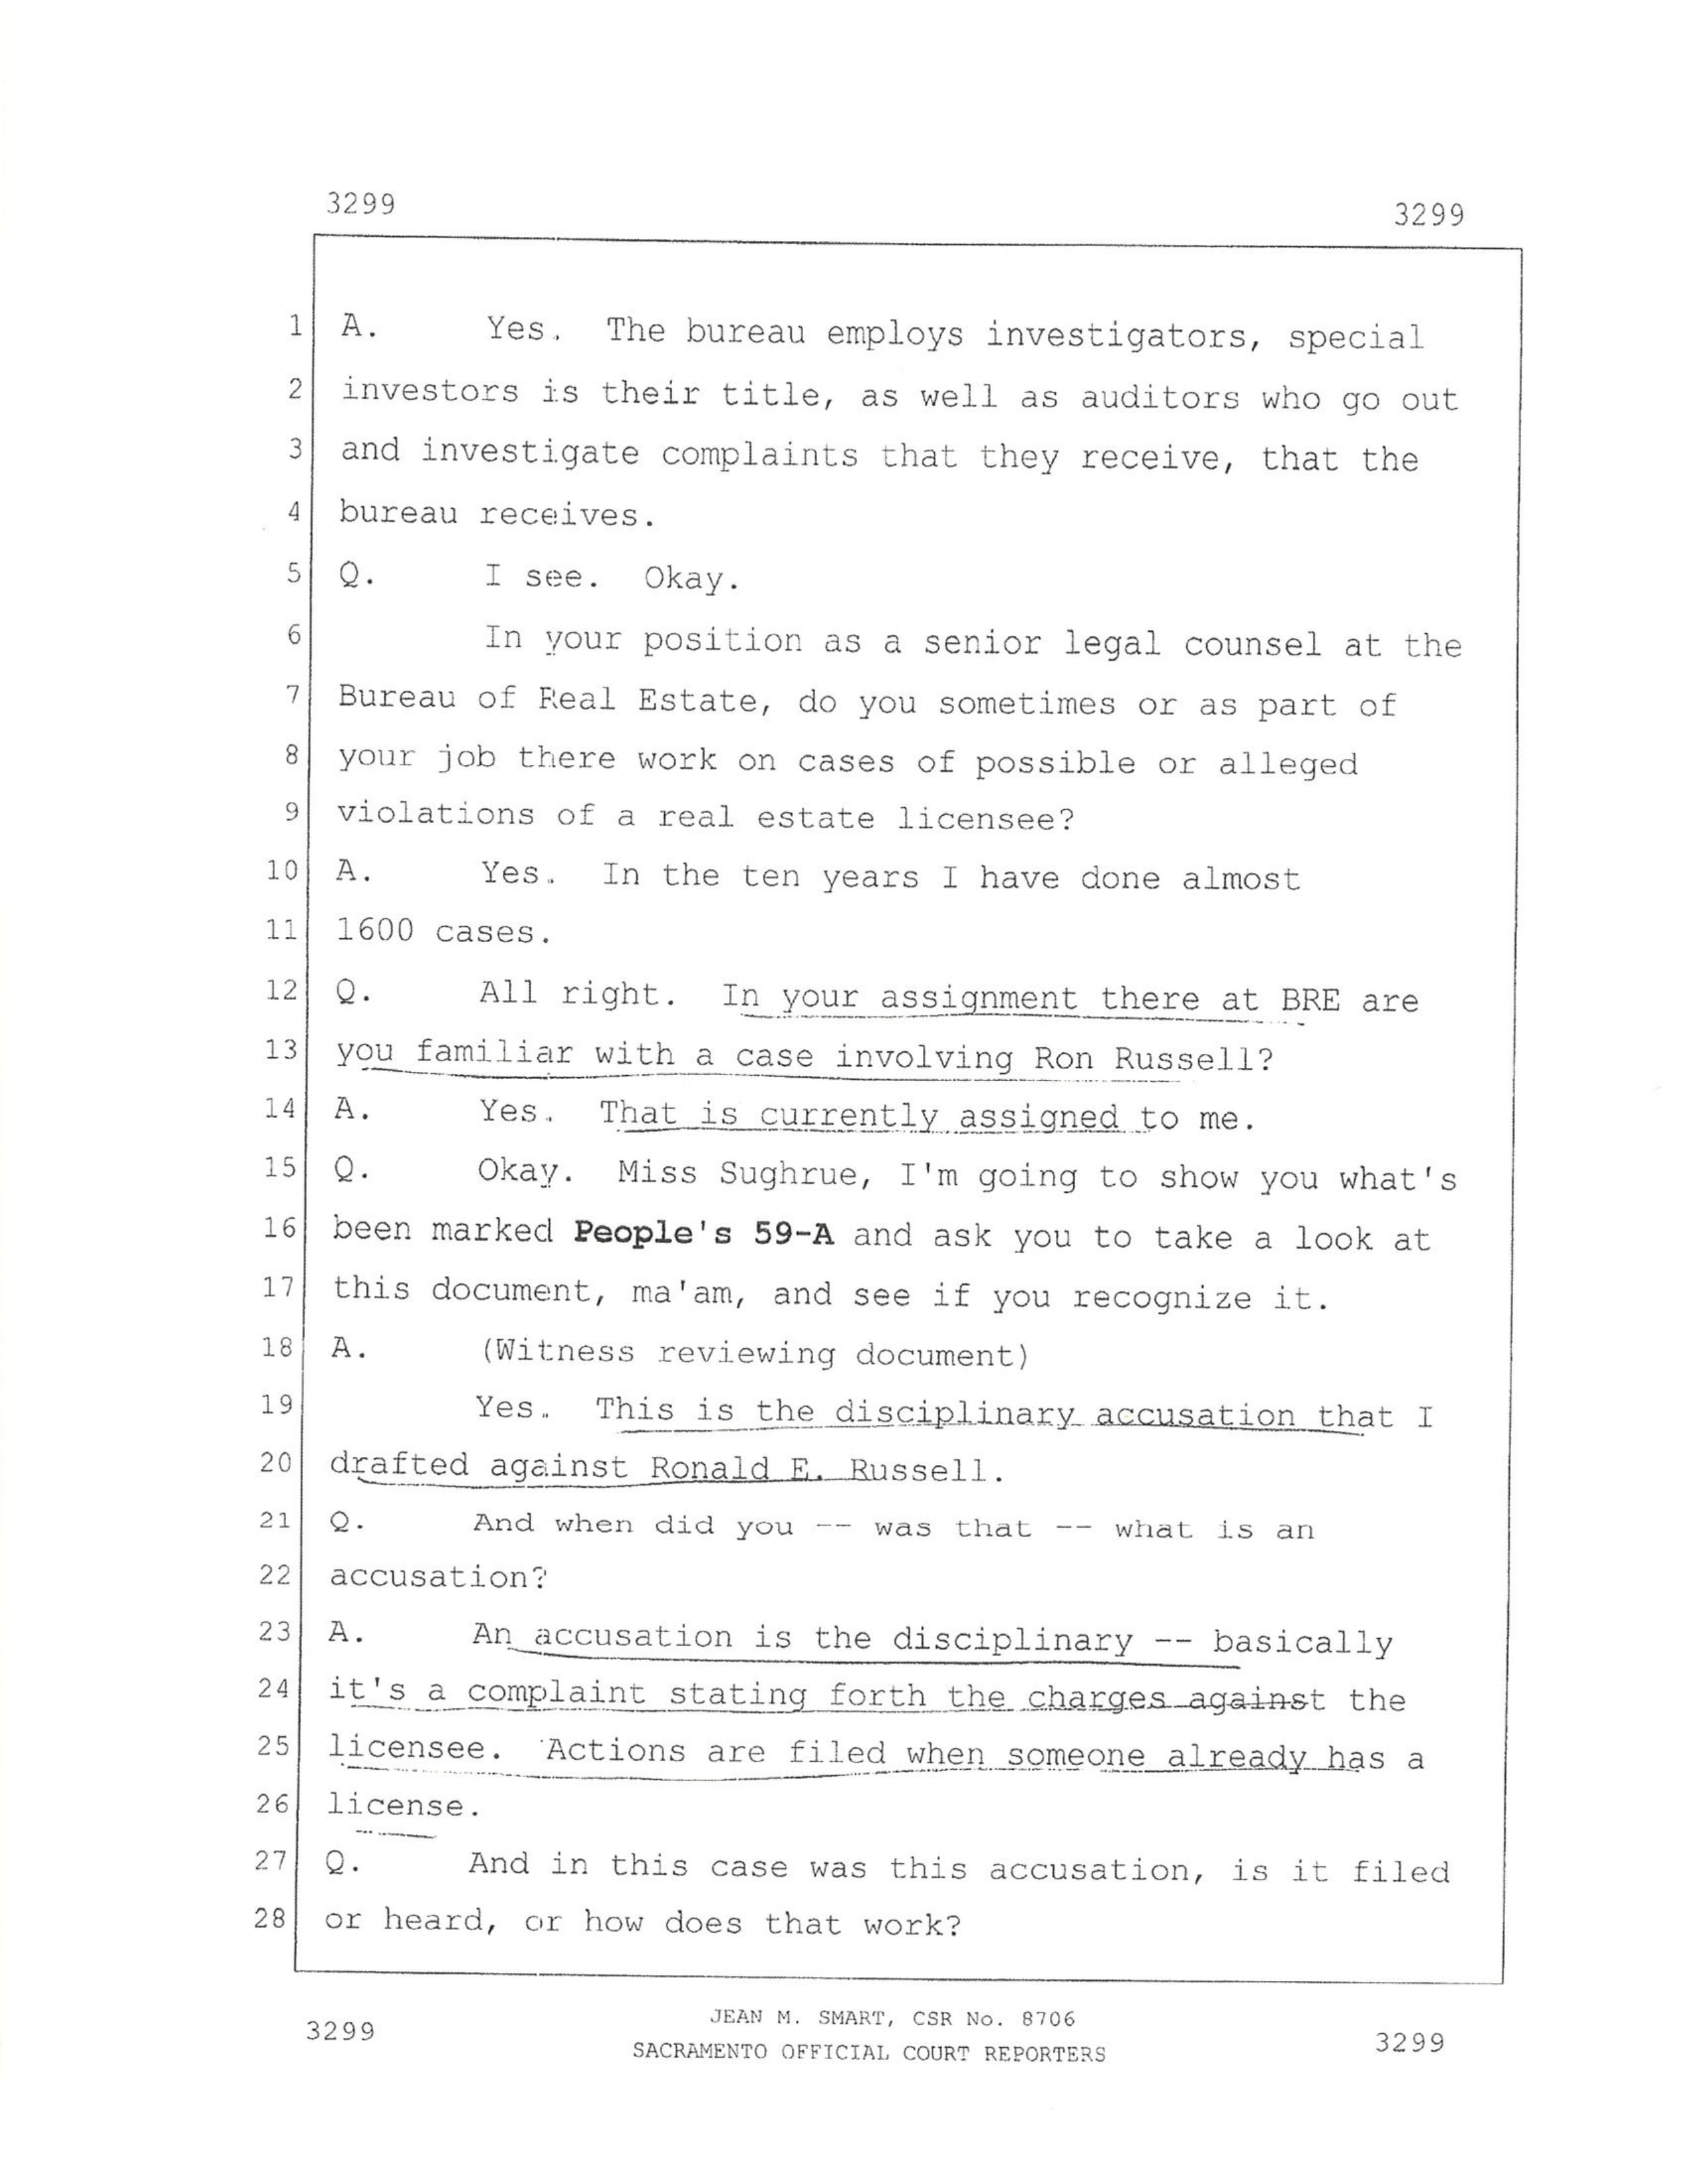 3299 3299
1 A. Yes. The bureau employs investigators, special
2 investors is their title, as well as auditors who go out
3 and investigate complaints that they receive, that the
4 bureau receives.
5 Q. I see. Okay.
6 In your position as a senior legal counsel at the
7 Bureau of Real Estate, do you sometimes or as part of
8 your job there work on cases of possible or alleged
9 violations of a real estate licensee?
10 A. Yes. In the ten years I have done almost
11 1600 cases.
12 Q. All right. In your assignment there at BRE are
13 you familiar with a case involving Ron Russell?
14 A. Yes. That is currently assigned to me.
15 Q. Okay. Miss Sughrue, I'm going to show you what's
16 been marked People's 59-A and ask you to take a look at
17 this document, ma'am, and see if you recognize it.
18 A. (Witness reviewing document)
19 Yes. This is the disciplinary accusation that I
20 drafted against Ronald E. Russell.
21 Q. And when did you -- was that -- what is an
22 accusation?
23 A. An accusation is the disciplinary -- basically
24 it's a complaint stating forth the charges against the
25 licensee. Actions are filed when someone already has a
26 license.
27 Q. And in this case was this accusation, is it filed
28 or heard, or how does that work?
JEAN M. SMART, CSR No. 8706
3299 SACRAMENTO OFFICIAL COURT REPORTERS 3299